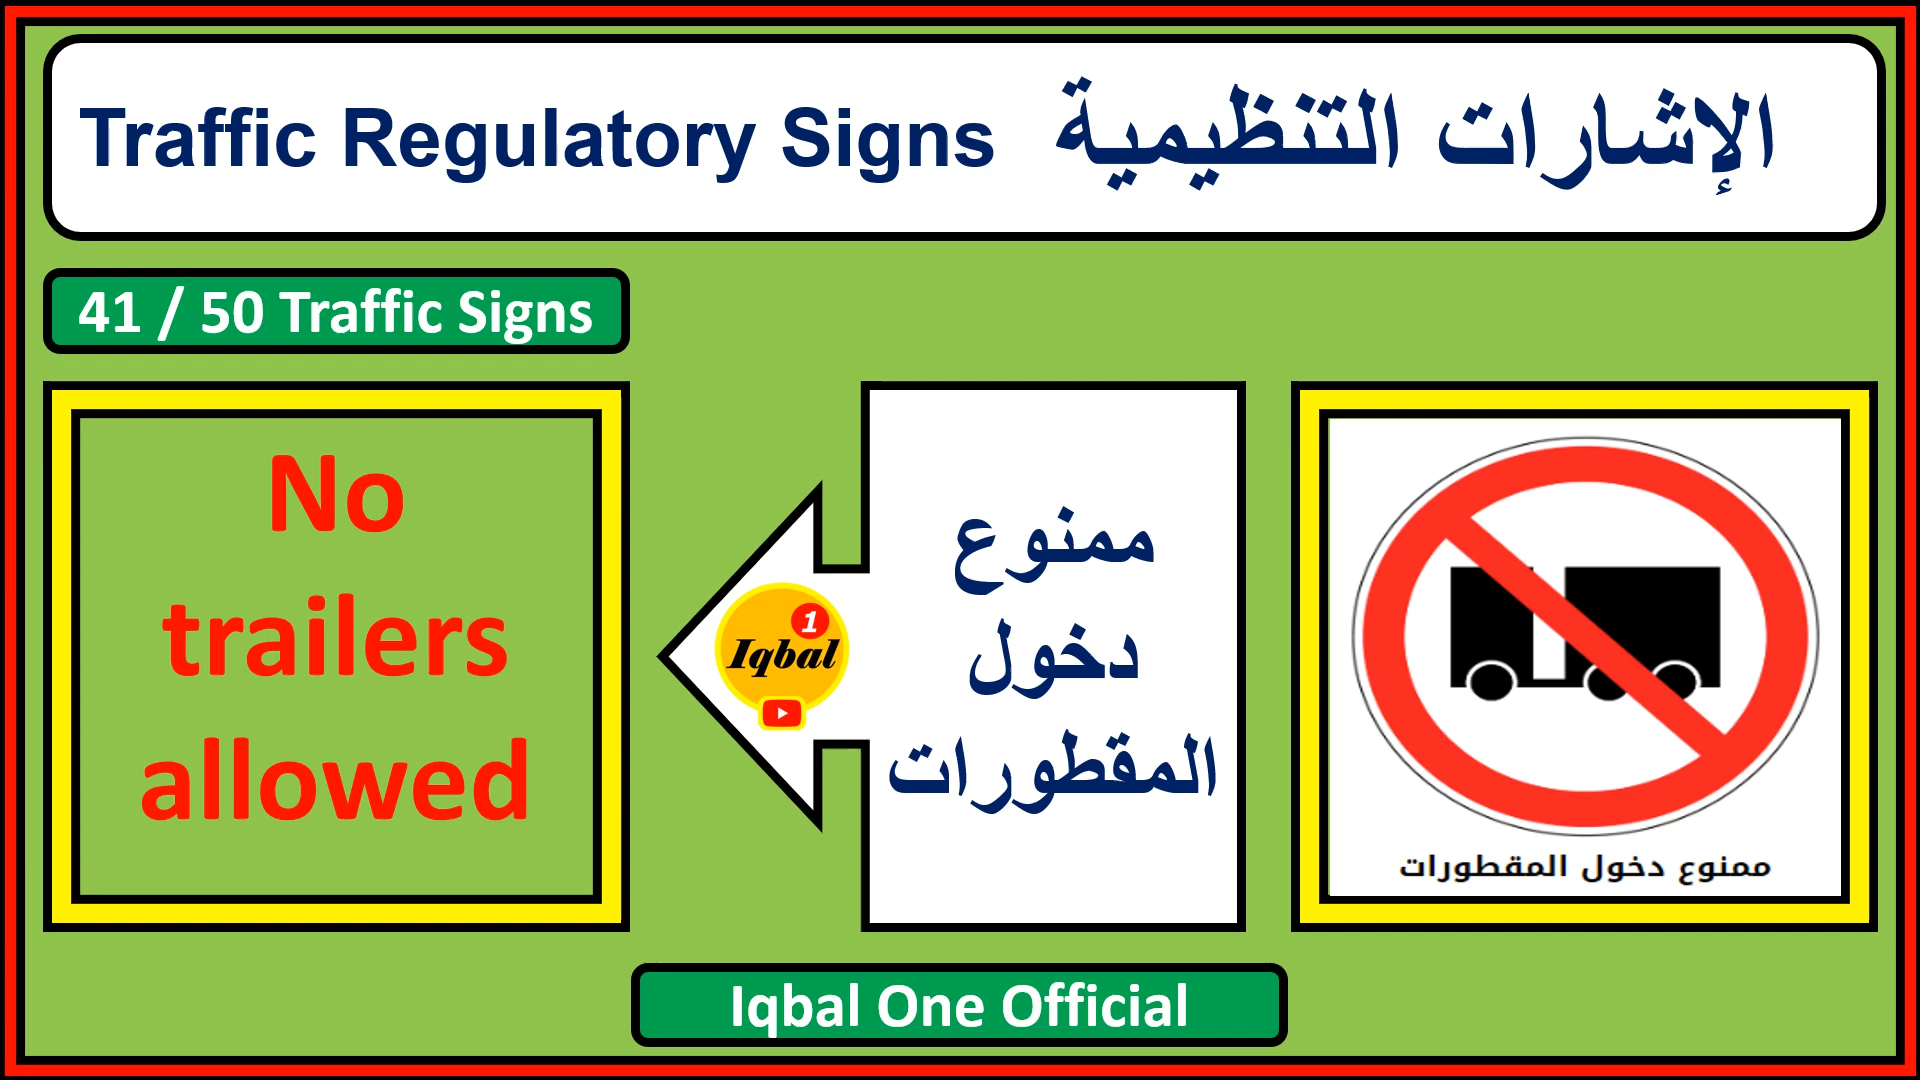 Traffic Regulatory Signs الإشارات التنظيمية
41 / 50 Traffic Signs
No
trailers
allowed
1
Iqbal
ممنوع
دخول
المقطورات
ممنوع دخول المقطورات
Iqbal One Official